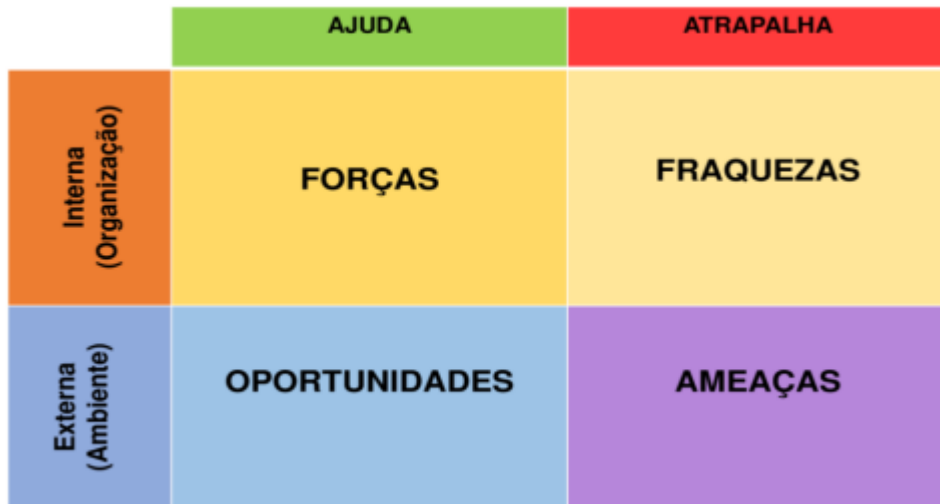 AJUDA
ATRAPALHA
Interna
(Organização)
FORÇAS
FRAQUEZAS
Externa
(Ambiente)
OPORTUNIDADES
AMEAÇAS